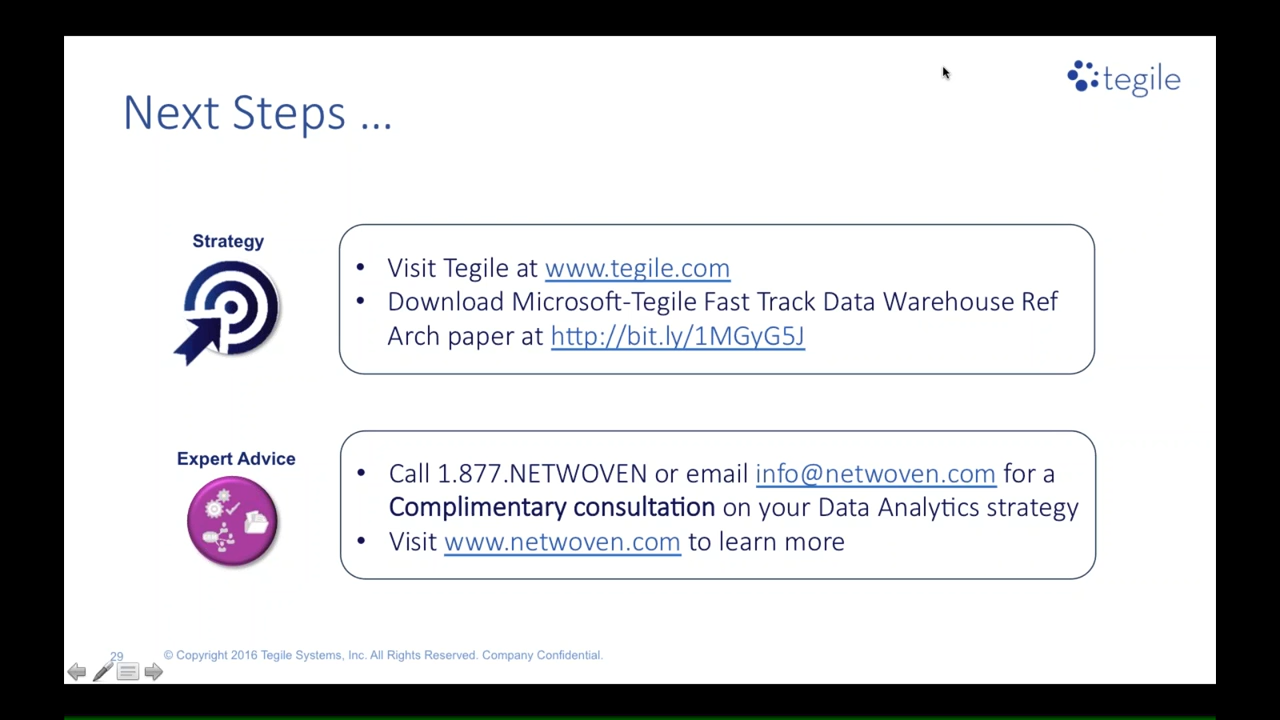 tegile
Next Steps ...
Strategy
• Visit Tegile at www.tegile.com
• Download Microsoft-Tegile Fast Track Data Warehouse Ref
Arch paper at http://bit.ly/1MGyG5J
Expert Advice
• Call 1.877.NETWOVEN or email info@netwoven.com for a
Complimentary consultation on your Data Analytics strategy
• Visit www.netwoven.com to learn more
29
© Copyright 2016 Tegile Systems, Inc. All Rights Reserved. Company Confidential.